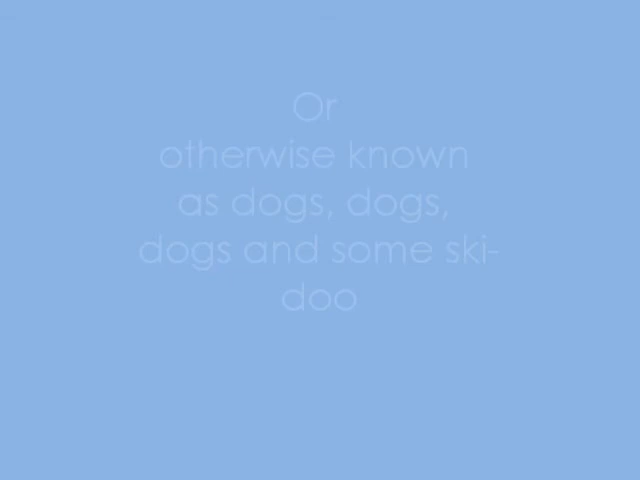 Or
otherwise known
as dogs, dogs,
dogs and some ski-
doo